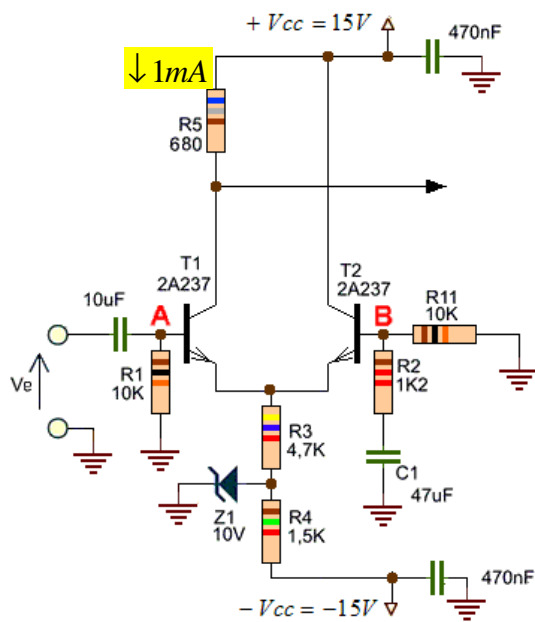 + Vcc = 15V
470nF
↓ 1mA
R5
680
T1
2A237
T2
2A237
10uF
A
B
R11
10K
Ve
R1
10K
R2
1K2
R3
4,7K
C1
47uF
Z1
10V
R4
1,5K
470nF
− Vcc = −15V